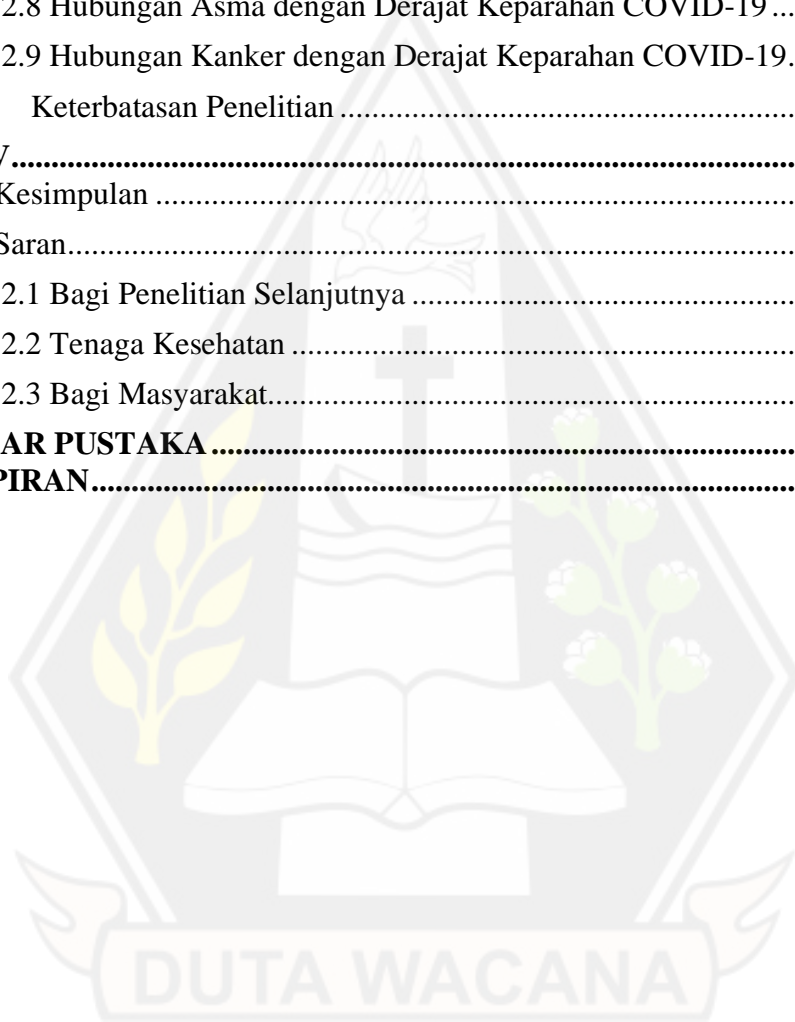 2.8 Hubungan Asma dengan Derajat Keparahan COVID-19...
2.9 Hubungan Kanker dengan Derajat Keparahan COVID-19.
Keterbatasan Penelitian ........................................................
V..................................................................................................
Kesimpulan ...............................................................................
Saran..........................................................................................
2.1 Bagi Penelitian Selanjutnya ...............................................
2.2 Tenaga Kesehatan ..............................................................
2.3 Bagi Masyarakat.................................................................
AR PUSTAKA.........................................................................
PIRAN.......................................................................................
DUTA WACANA